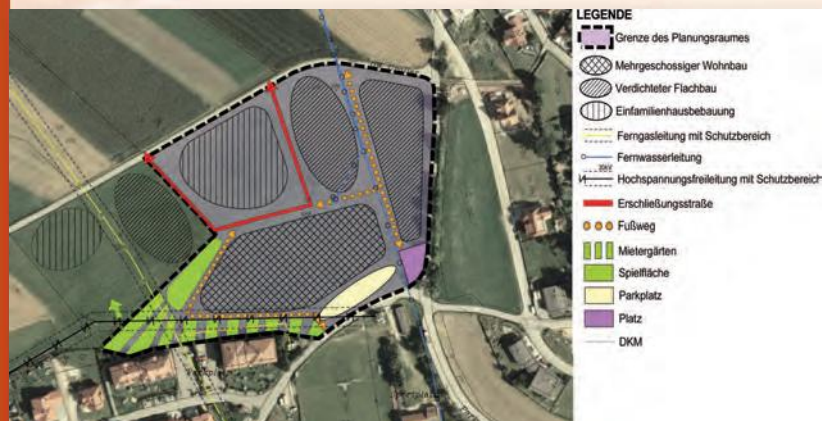 LEGENDE
Grenze des Planungsraumes
Mehrgeschossiger Wohnbau
Verdichteter Flachbau
Einfamilienhausbebauung
Ferngasleitung mit Schutzbereich
Fernwasserleitung
Hochspannungsfreileitung mit Schutzbereich
Erschließungsstraße
Fußweg
Mietergärten
Spielfläche
Parkplatz
Platz
DKM